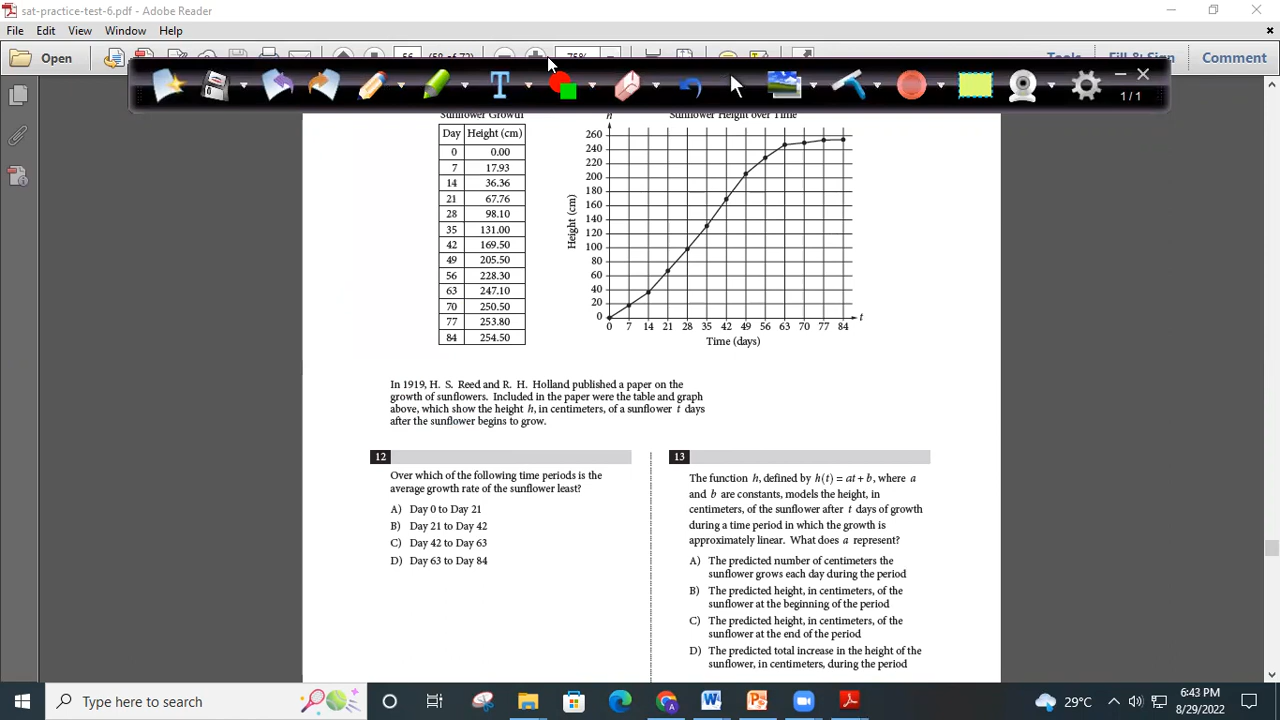 sat-practice-test-6.pdf - Adobe Reader
File Edit View Window Help
Open
56 (58 of 73) 75%
Tools Fill & Sign Comment
T
1 / 1
Sunflower Growth
Day Height (cm)
0 0.00
7 17.93
14 36.36
21 67.76
28 98.10
35 131.00
42 169.50
49 205.50
56 228.30
63 247.10
70 250.50
77 253.80
84 254.50
Sunflower Height over Time
h
260
240
220
200
180
160
140
120
100
80
60
40
20
0
Height (cm)
0 7 14 21 28 35 42 49 56 63 70 77 84
t
Time (days)
In 1919, H. S. Reed and R. H. Holland published a paper on the
growth of sunflowers. Included in the paper were the table and graph
above, which show the height h, in centimeters, of a sunflower t days
after the sunflower begins to grow.
12
Over which of the following time periods is the
average growth rate of the sunflower least?
A) Day 0 to Day 21
B) Day 21 to Day 42
C) Day 42 to Day 63
D) Day 63 to Day 84
13
The function h, defined by h(t) = at + b, where a
and b are constants, models the height, in
centimeters, of the sunflower after t days of growth
during a time period in which the growth is
approximately linear. What does a represent?
A) The predicted number of centimeters the
sunflower grows each day during the period
B) The predicted height, in centimeters, of the
sunflower at the beginning of the period
C) The predicted height, in centimeters, of the
sunflower at the end of the period
D) The predicted total increase in the height of the
sunflower, in centimeters, during the period
Type here to search
29°C
6:43 PM
8/29/2022